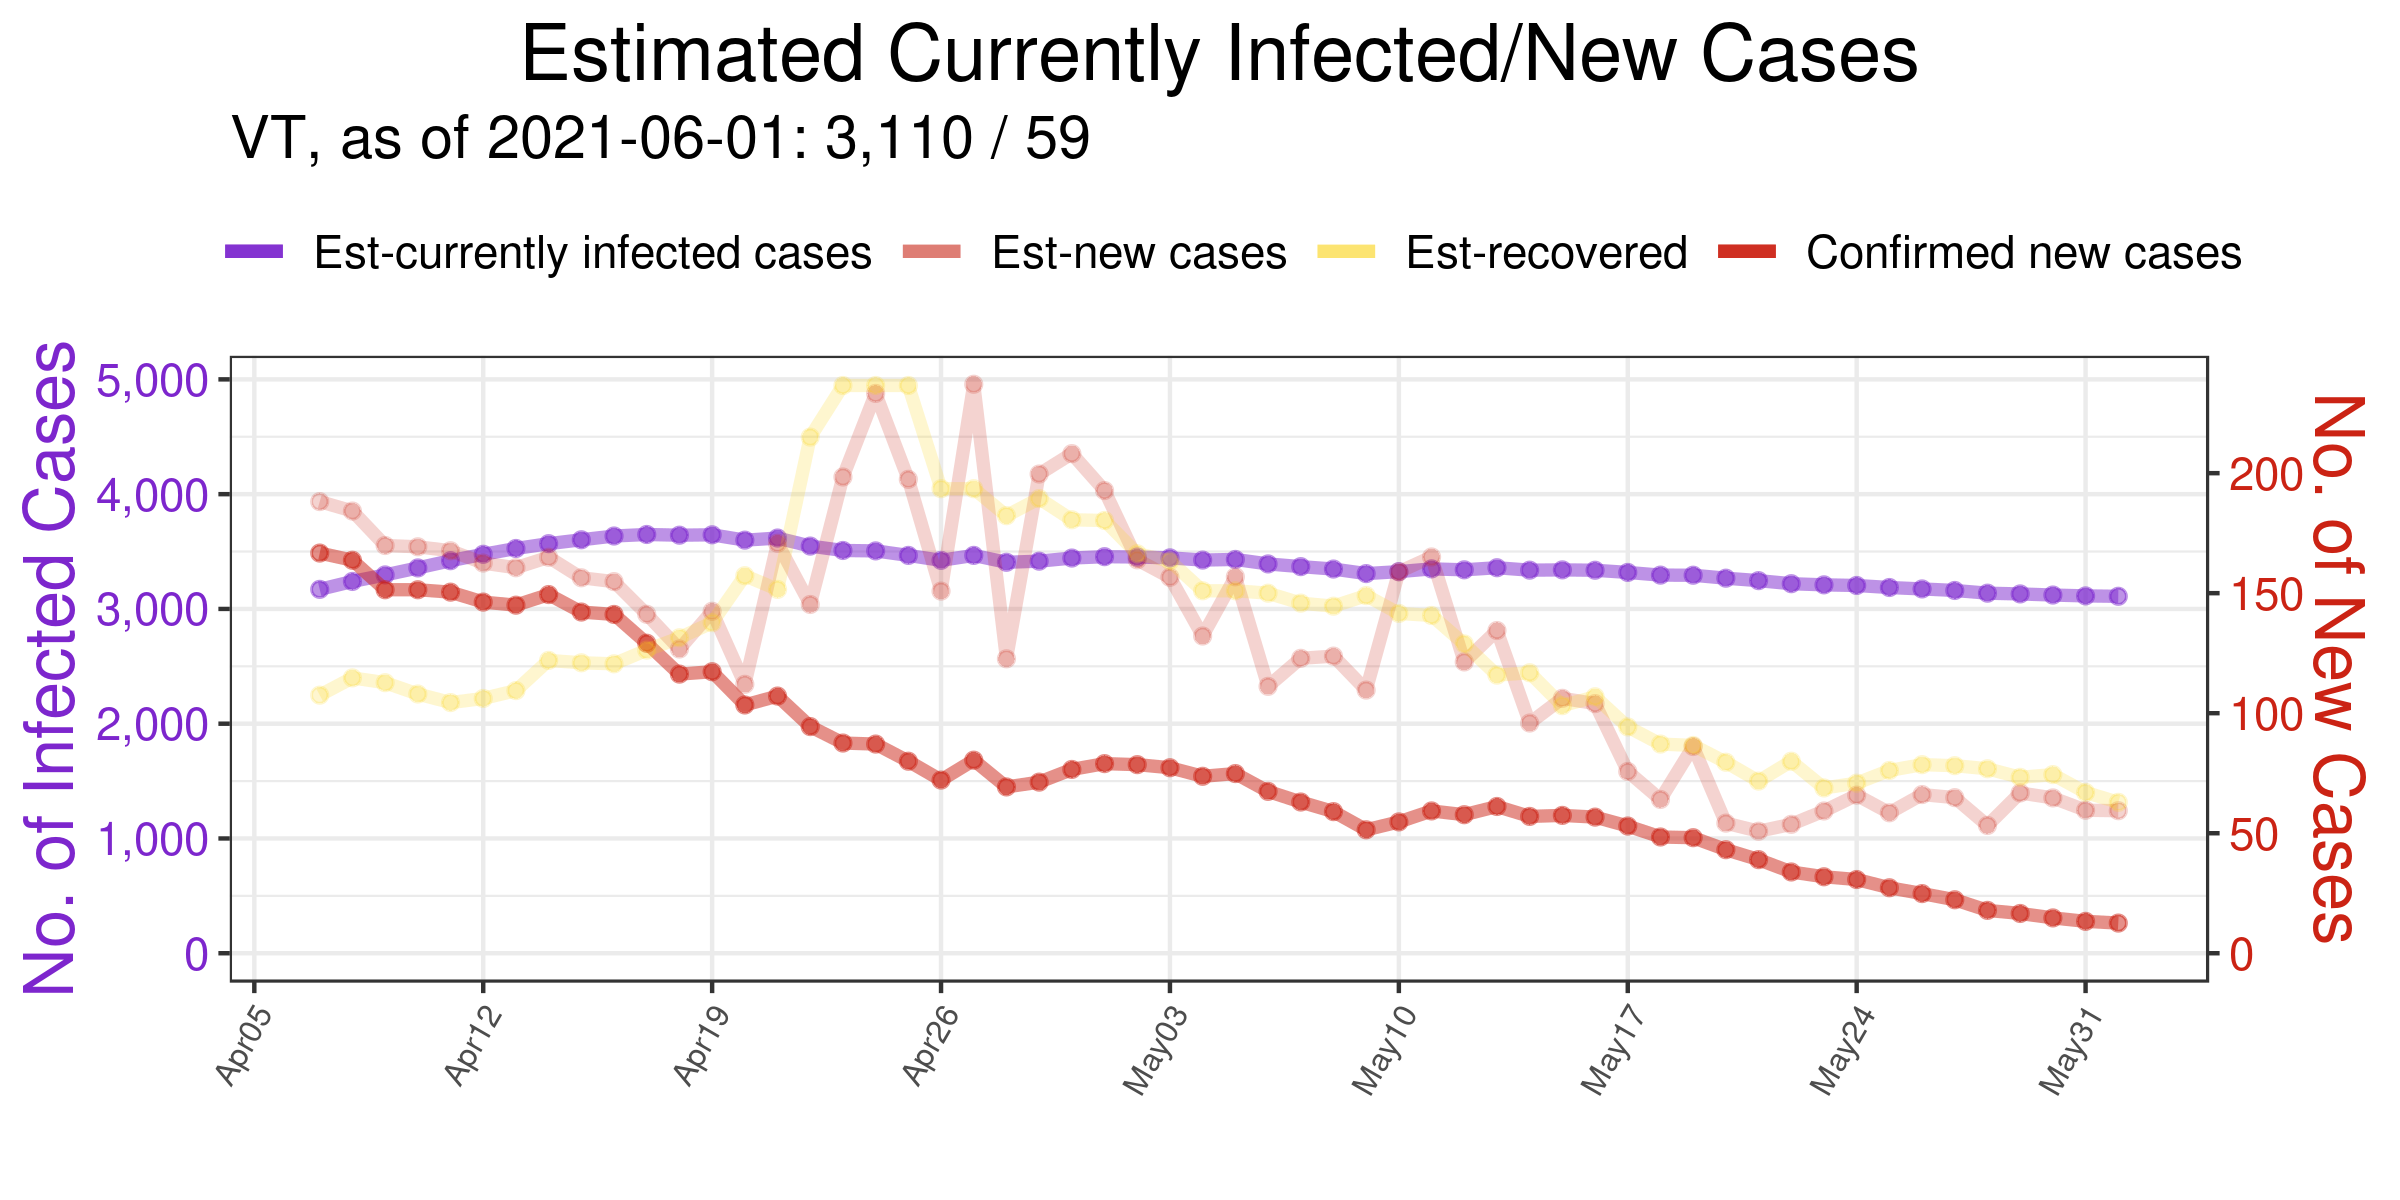 Estimated Currently Infected/New Cases
VT, as of 2021-06-01: 3,110 / 59
Est-currently infected cases Est-new cases Est-recovered Confirmed new cases
No. of Infected Cases
5,000
4,000
3,000
2,000
1,000
0
200
150
100
50
0
No. of New Cases
Apr05 Apr12 Apr19 Apr26 May03 May10 May17 May24 May31